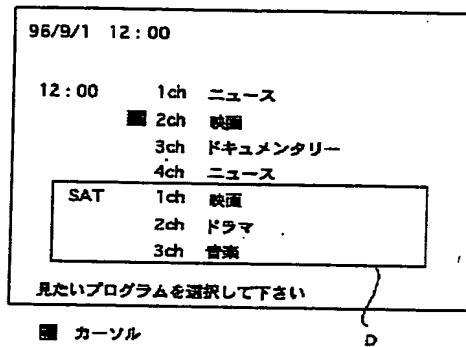 96/9/1 12:00
12:00 1ch ニュース
2ch 映画
3ch ドキュメンタリー
4ch ニュース
SAT 1ch 映画
2ch ドラマ
3ch 音楽
見たいプログラムを選択して下さい
カーソル
D